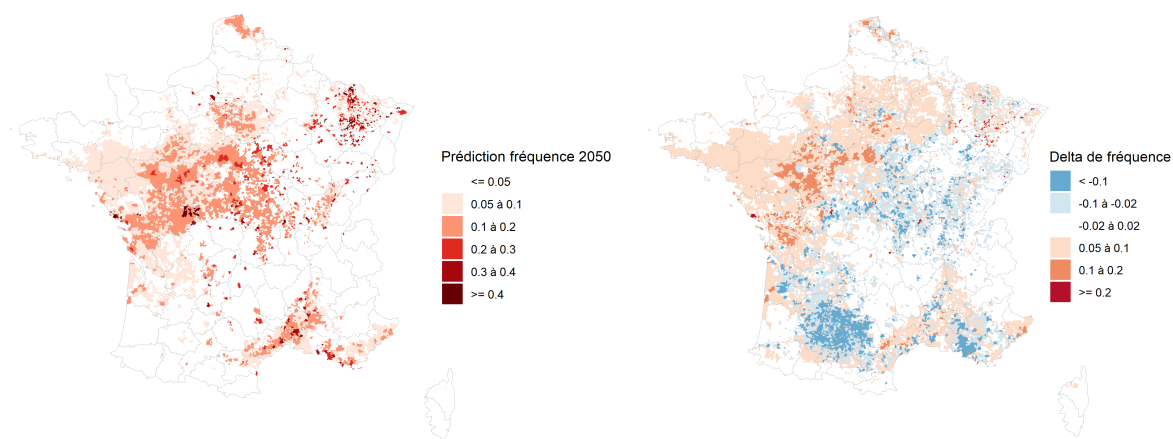 Prédiction fréquence 2050
<= 0.05
0.05 à 0.1
0.1 à 0.2
0.2 à 0.3
0.3 à 0.4
>= 0.4
Delta de fréquence
< -0.1
-0.1 à -0.02
-0.02 à 0.02
0.05 à 0.1
0.1 à 0.2
>= 0.2